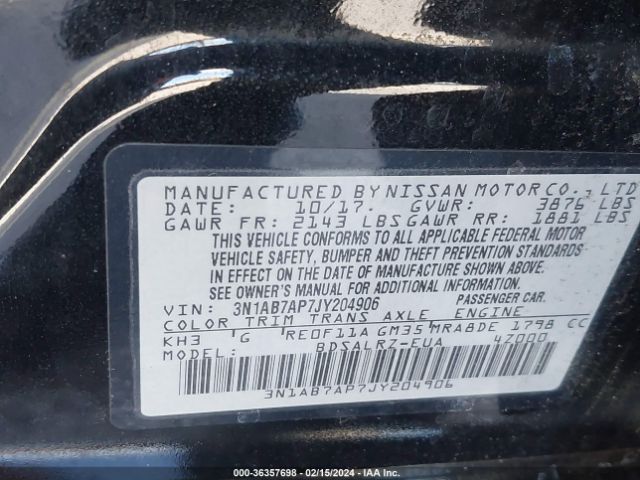 MANUFACTURED BY NISSAN MOTOR CO., LTD
DATE: 10/17. GVWR: 3876 LBS
GAWR FR: 2143 LBS GAWR RR: 1881 LBS
THIS VEHICLE CONFORMS TO ALL APPLICABLE FEDERAL MOTOR
VEHICLE SAFETY, BUMPER AND THEFT PREVENTION STANDARDS
IN EFFECT ON THE DATE OF MANUFACTURE SHOWN ABOVE.
SEE OWNER'S MANUAL FOR ADDITIONAL INFORMATION.
VIN: 3N1AB7AP7JY204906 PASSENGER CAR.
COLOR TRIM TRANS AXLE ENGINE
KH3 G RE0F11A GM35 MRA8DE 1798 CC
BDSALRZ-EUA 4Z000
3N1AB7AP7JY204906
000-36357698 - 02/15/2024 - IAA Inc.